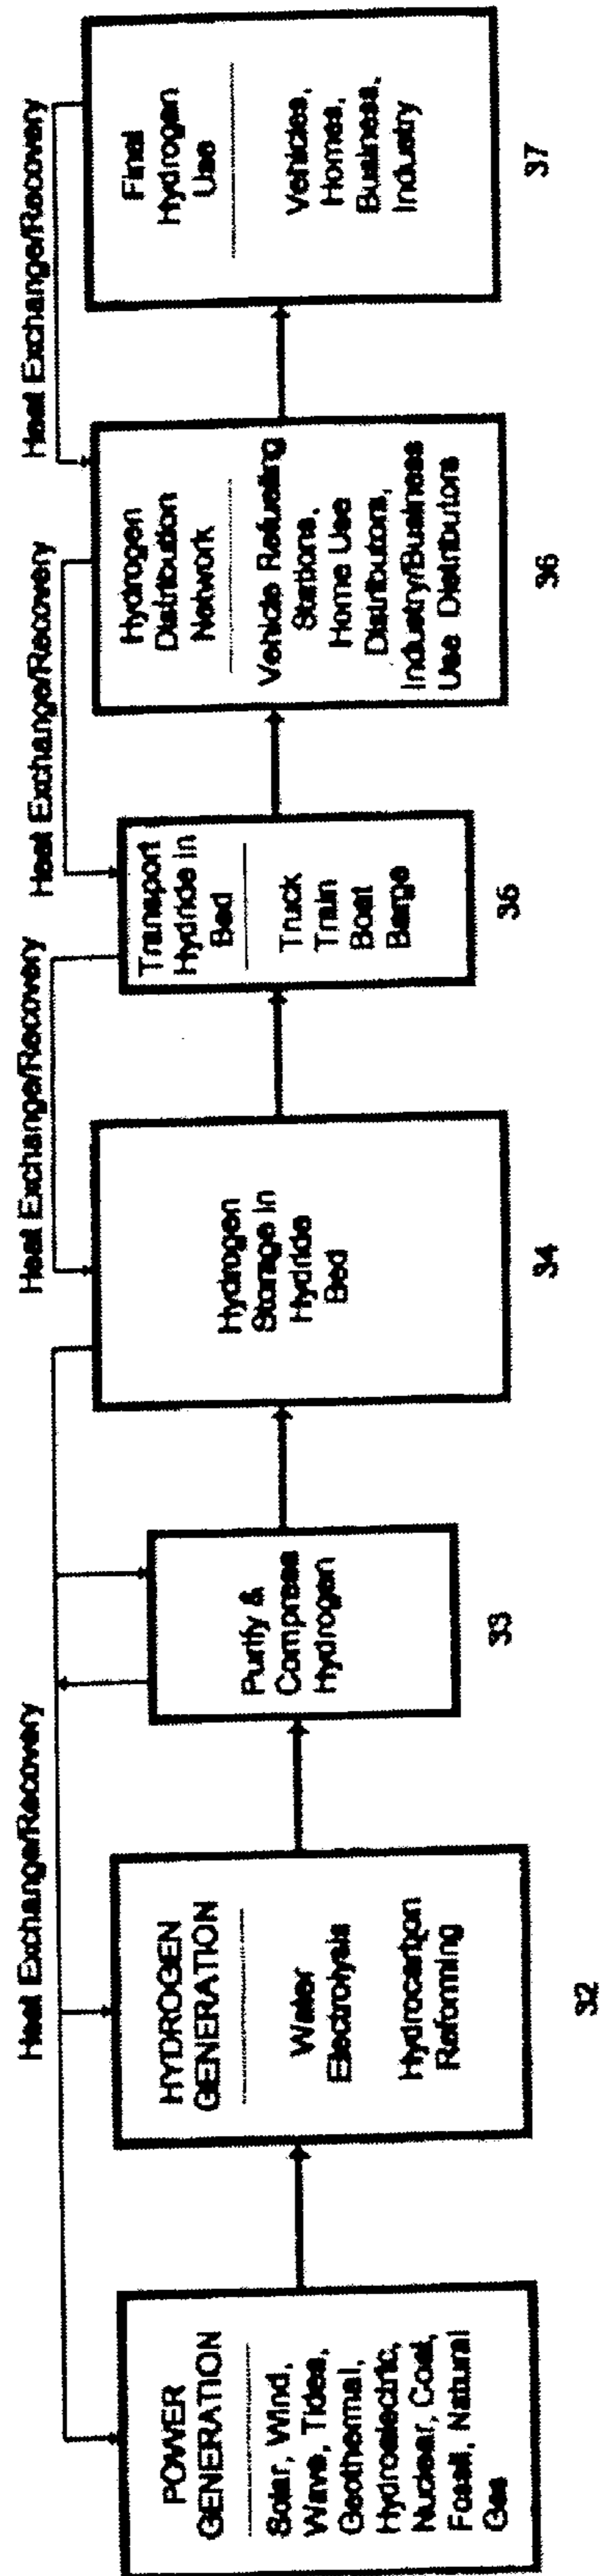 Heat Exchange/Recovery
Heat Exchange/Recovery
Heat Exchange/Recovery
Heat Exchange/Recovery
POWER
GENERATION
Solar, Wind,
Wave, Tides,
Geothermal,
Hydroelectric,
Nuclear, Coal,
Fossil, Natural
Gas
HYDROGEN
GENERATION
Water
Electrolysis
Hydrocarbon
Reforming
32
Purify &
Compress
Hydrogen
33
Hydrogen
Storage in
Hydride
Bed
34
Transport
Hydride in
Bed
Truck
Train
Boat
Barge
35
Hydrogen
Distribution
Network
Vehicle Refueling
Stations,
Home Use
Distributors,
Industry/Business
Use Distributors
36
Final
Hydrogen
Use
Vehicles,
Homes,
Business,
Industry
37